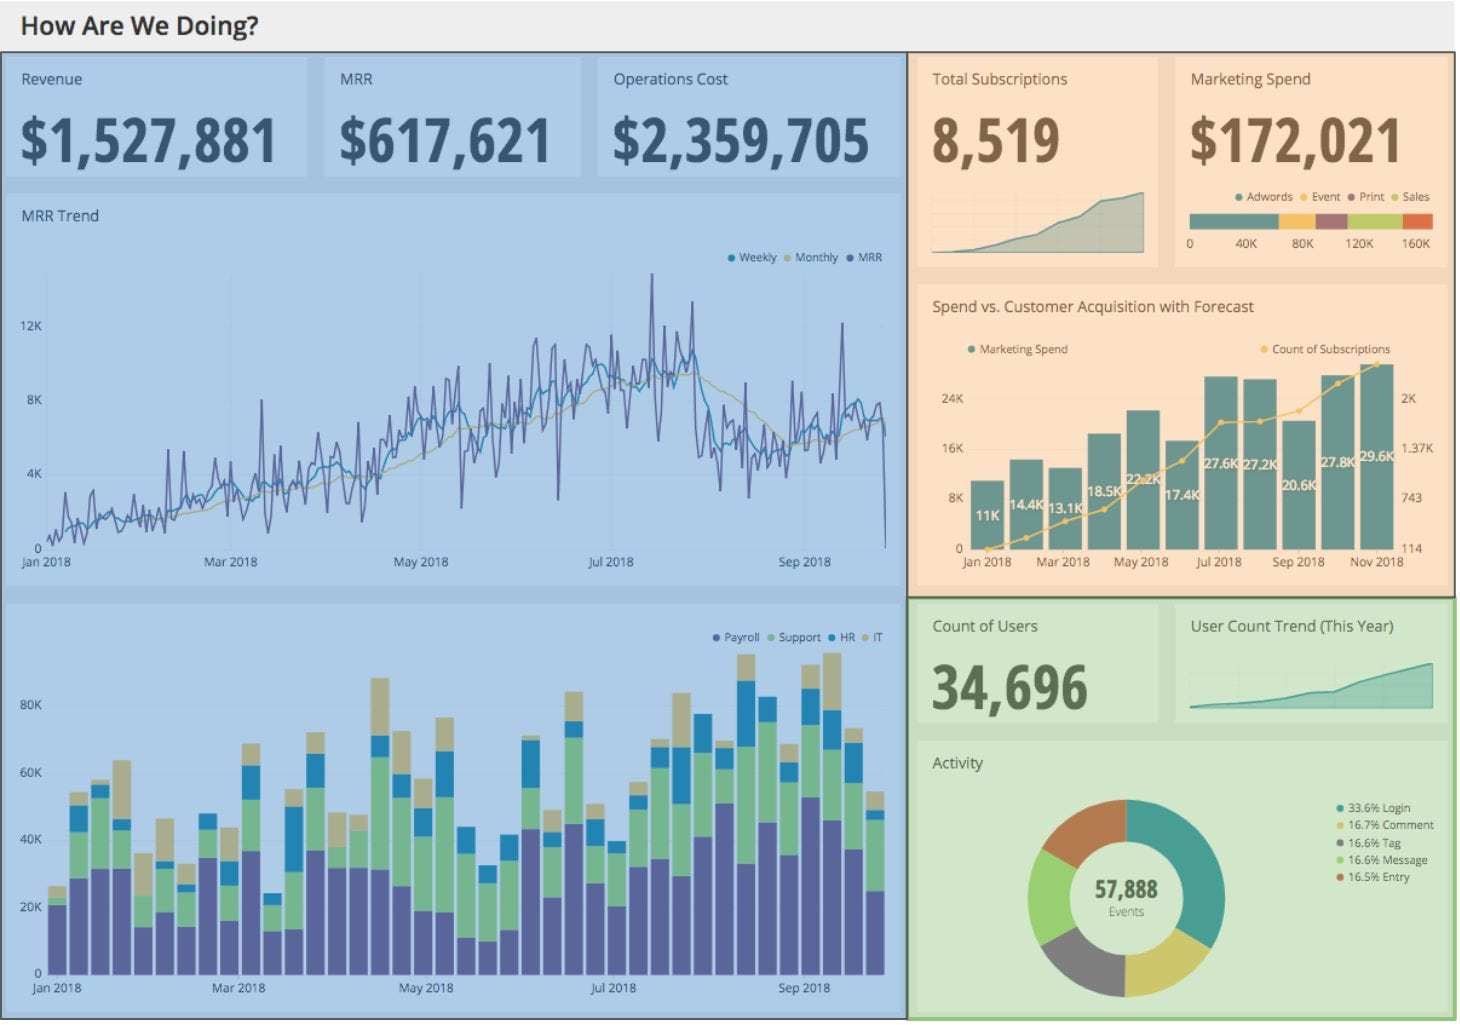 How Are We Doing?
Revenue
$1,527,881
MRR
$617,621
Operations Cost
$2,359,705
MRR Trend
Weekly Monthly MRR
12K
8K
4K
0
Jan 2018 Mar 2018 May 2018 Jul 2018 Sep 2018
Payroll Support HR IT
80K
60K
40K
20K
0
Jan 2018 Mar 2018 May 2018 Jul 2018 Sep 2018
Total Subscriptions
8,519
Marketing Spend
$172,021
Adwords Event Print Sales
0 40K 80K 120K 160K
Spend vs. Customer Acquisition with Forecast
Marketing Spend Count of Subscriptions
24K
16K
8K
0
11K 14.4K 13.1K 18.5K 22.2K 17.4K 27.6K 27.2K 20.6K 27.8K 29.6K
2K
1.37K
743
114
Jan 2018 Mar 2018 May 2018 Jul 2018 Sep 2018 Nov 2018
Count of Users
34,696
User Count Trend (This Year)
Activity
57,888
Events
33.6% Login
16.7% Comment
16.6% Tag
16.6% Message
16.5% Entry